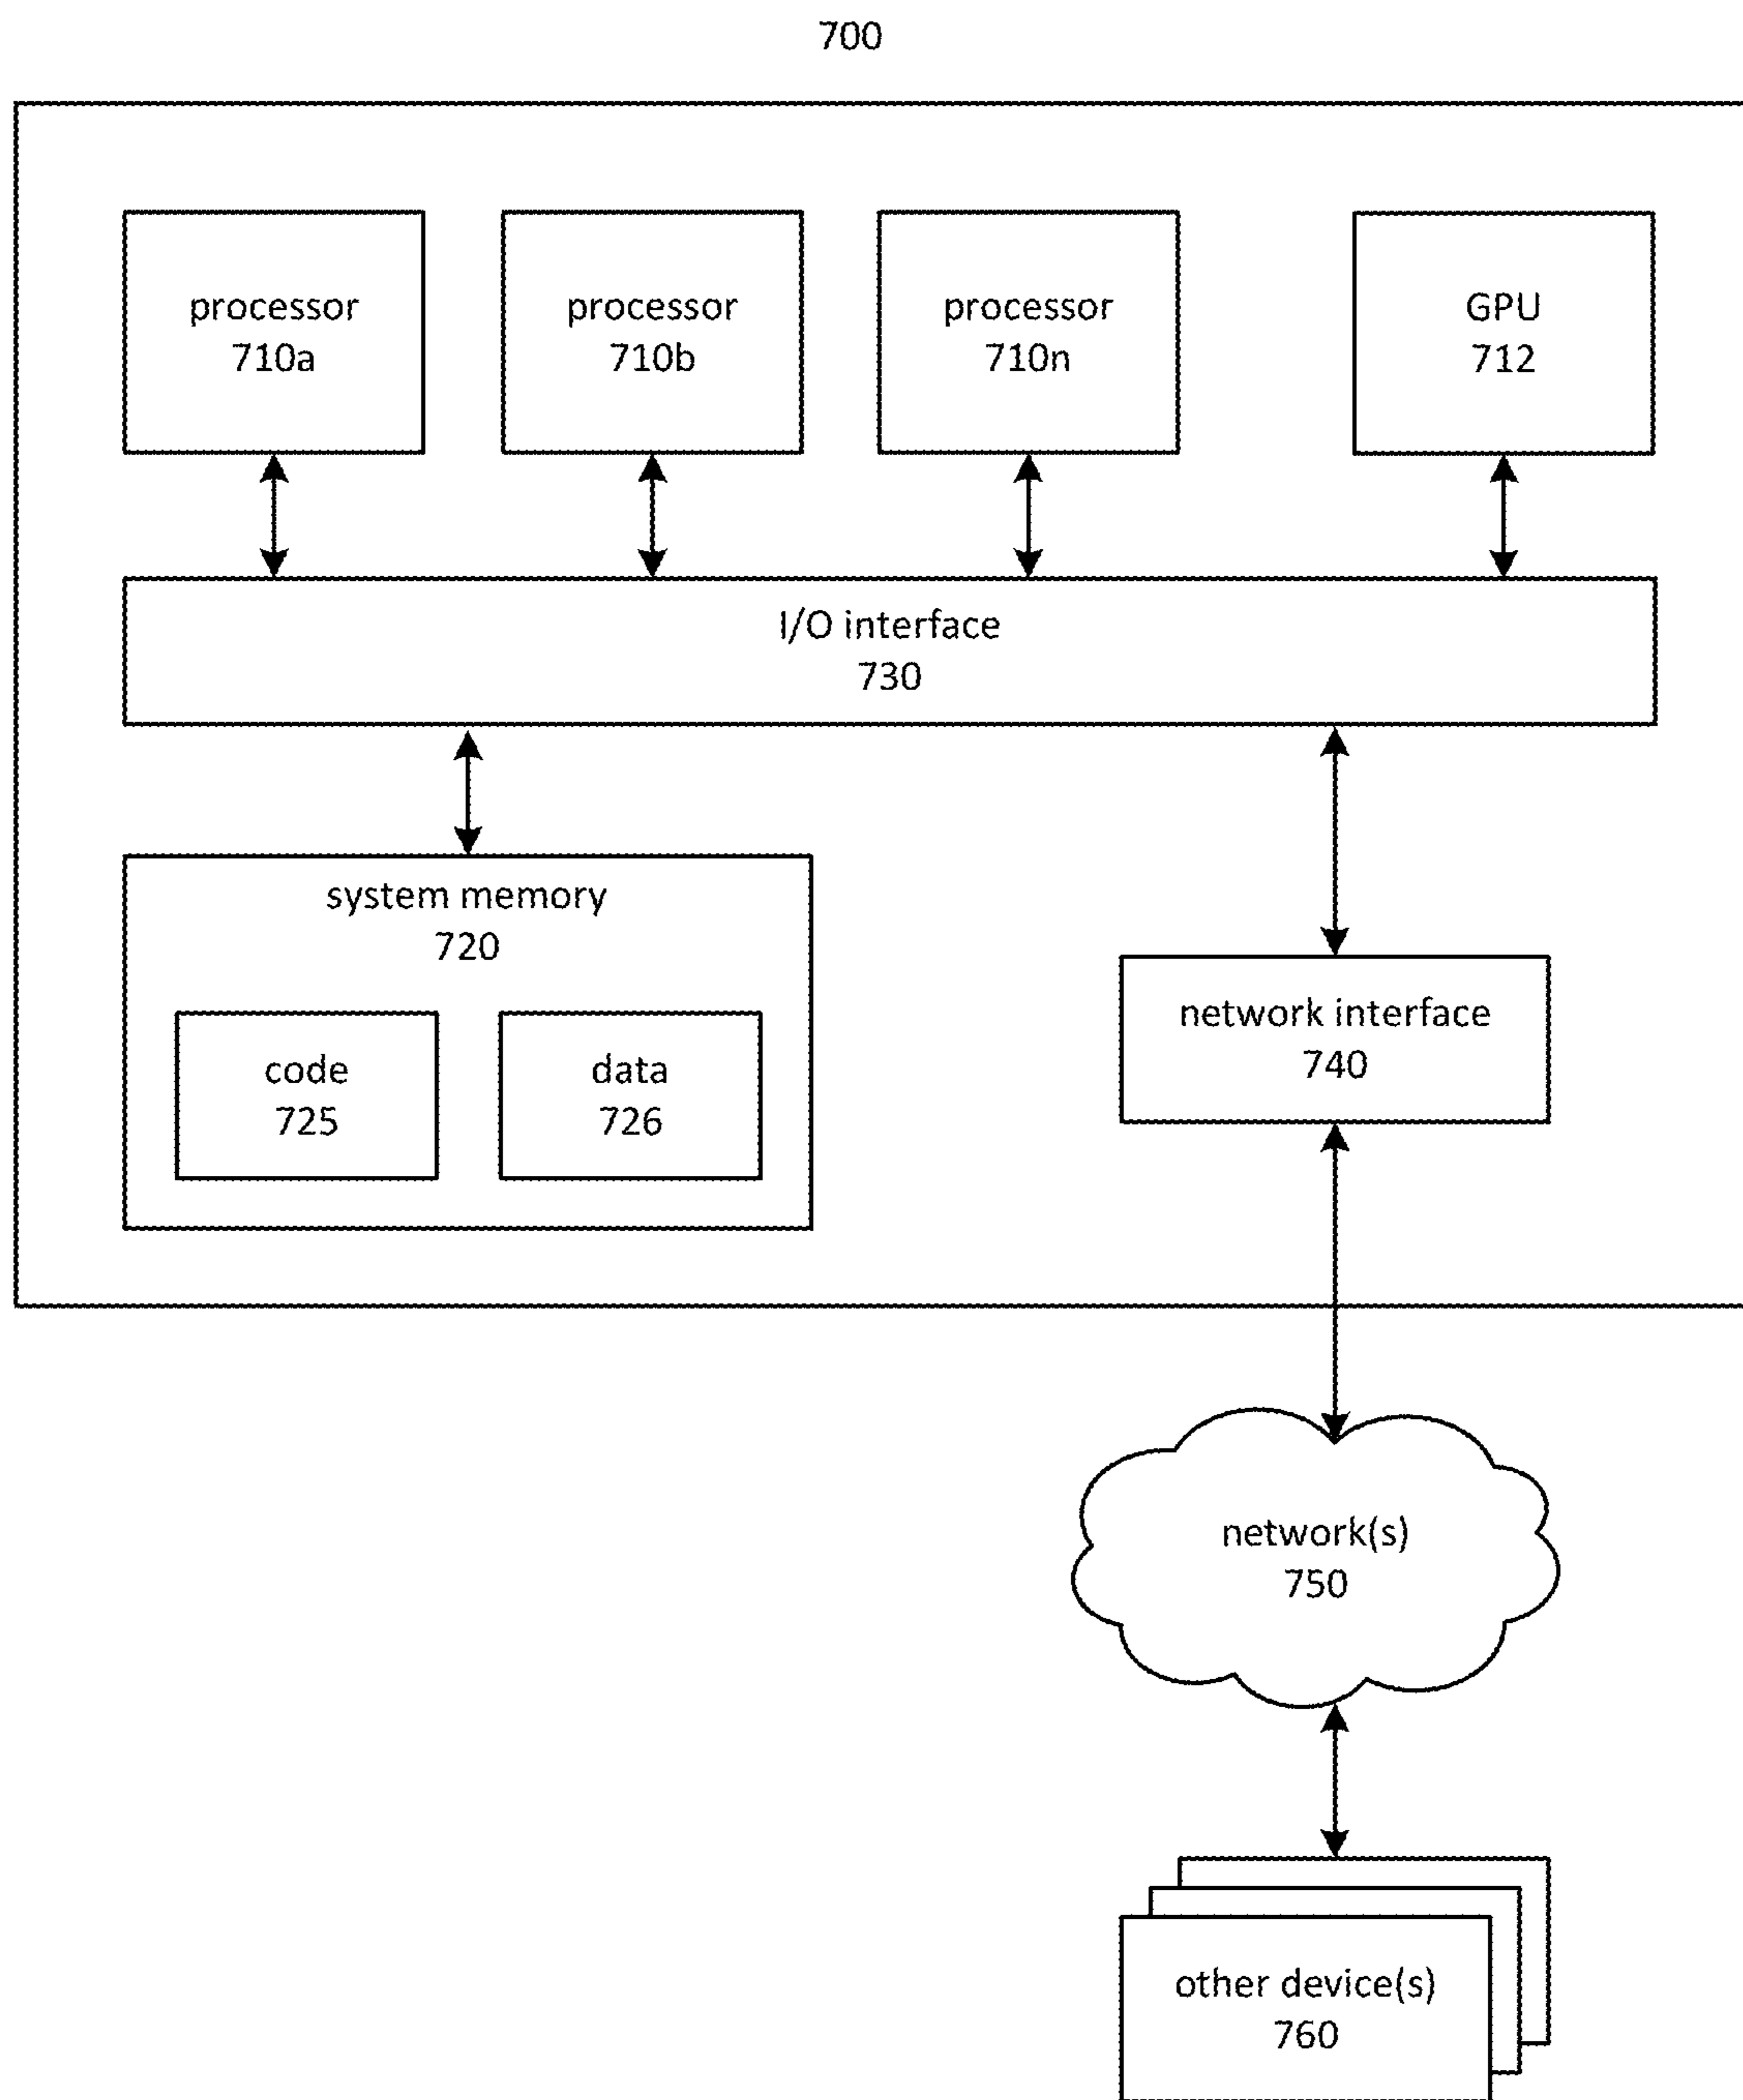 700
processor
710a
processor
710b
processor
710n
GPU
712
I/O interface
730
system memory
720
code
725
data
726
network interface
740
network(s)
750
other device(s)
760